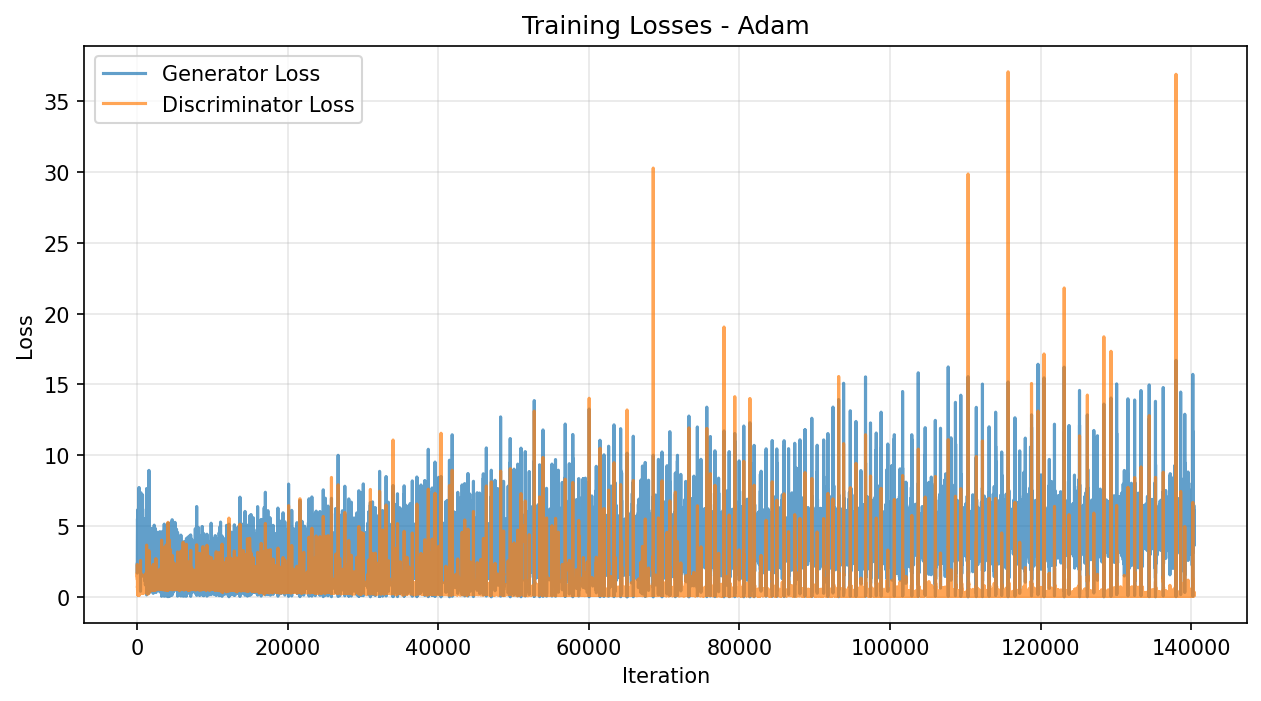 Training Losses - Adam
Generator Loss
Discriminator Loss
35
30
25
20
15
10
5
0
Loss
0 20000 40000 60000 80000 100000 120000 140000
Iteration